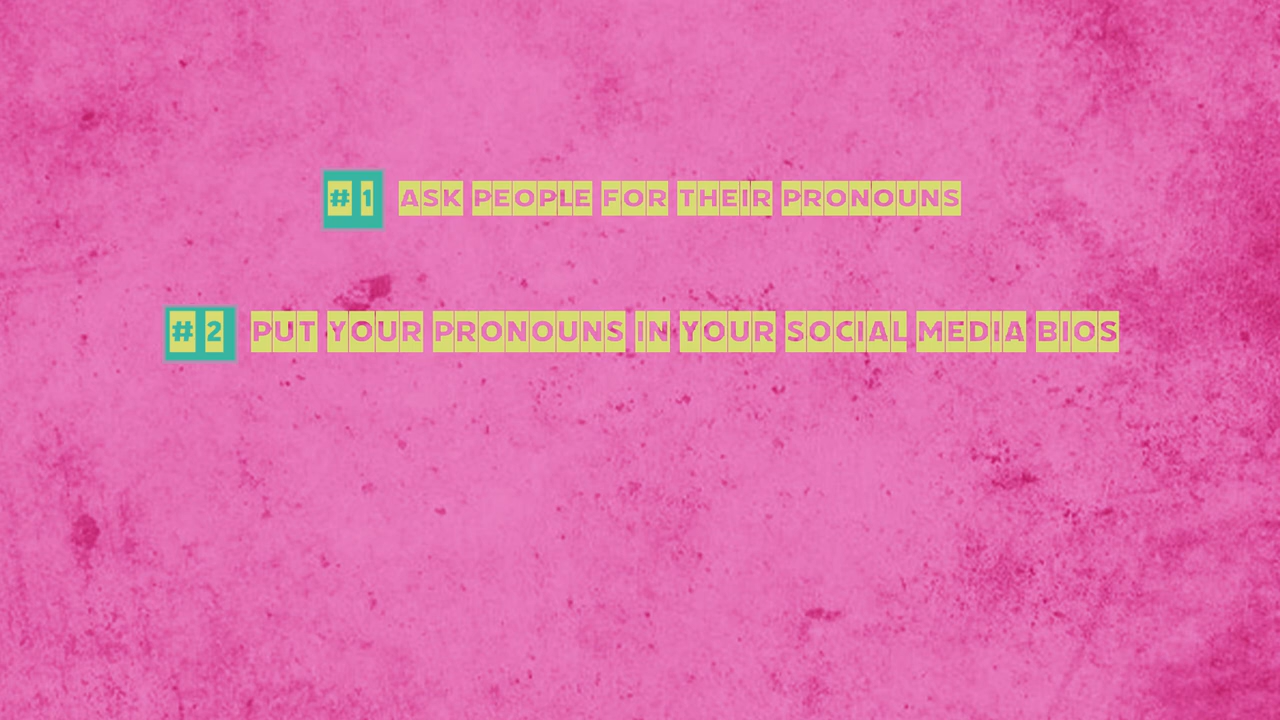 #1 ASK PEOPLE FOR THEIR PRONOUNS
#2 PUT YOUR PRONOUNS IN YOUR SOCIAL MEDIA BIOS